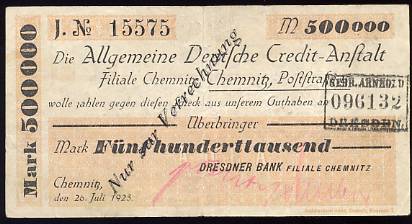 J. № 15575 M 500000
Die Allgemeine Deutsche Credit-Anstalt
Filiale Chemnitz, Chemnitz, Poststraße
wolle zahlen gegen diesen Scheck aus unserem Guthaben an
GEBR. ARNHOLD
096132
DRESDEN.
Überbringer
Mark Fünfhunderttausend
DRESDNER BANK FILIALE CHEMNITZ
Chemnitz,
den 26. Juli 1923.
Mark 500000
Nur zur Verrechnung